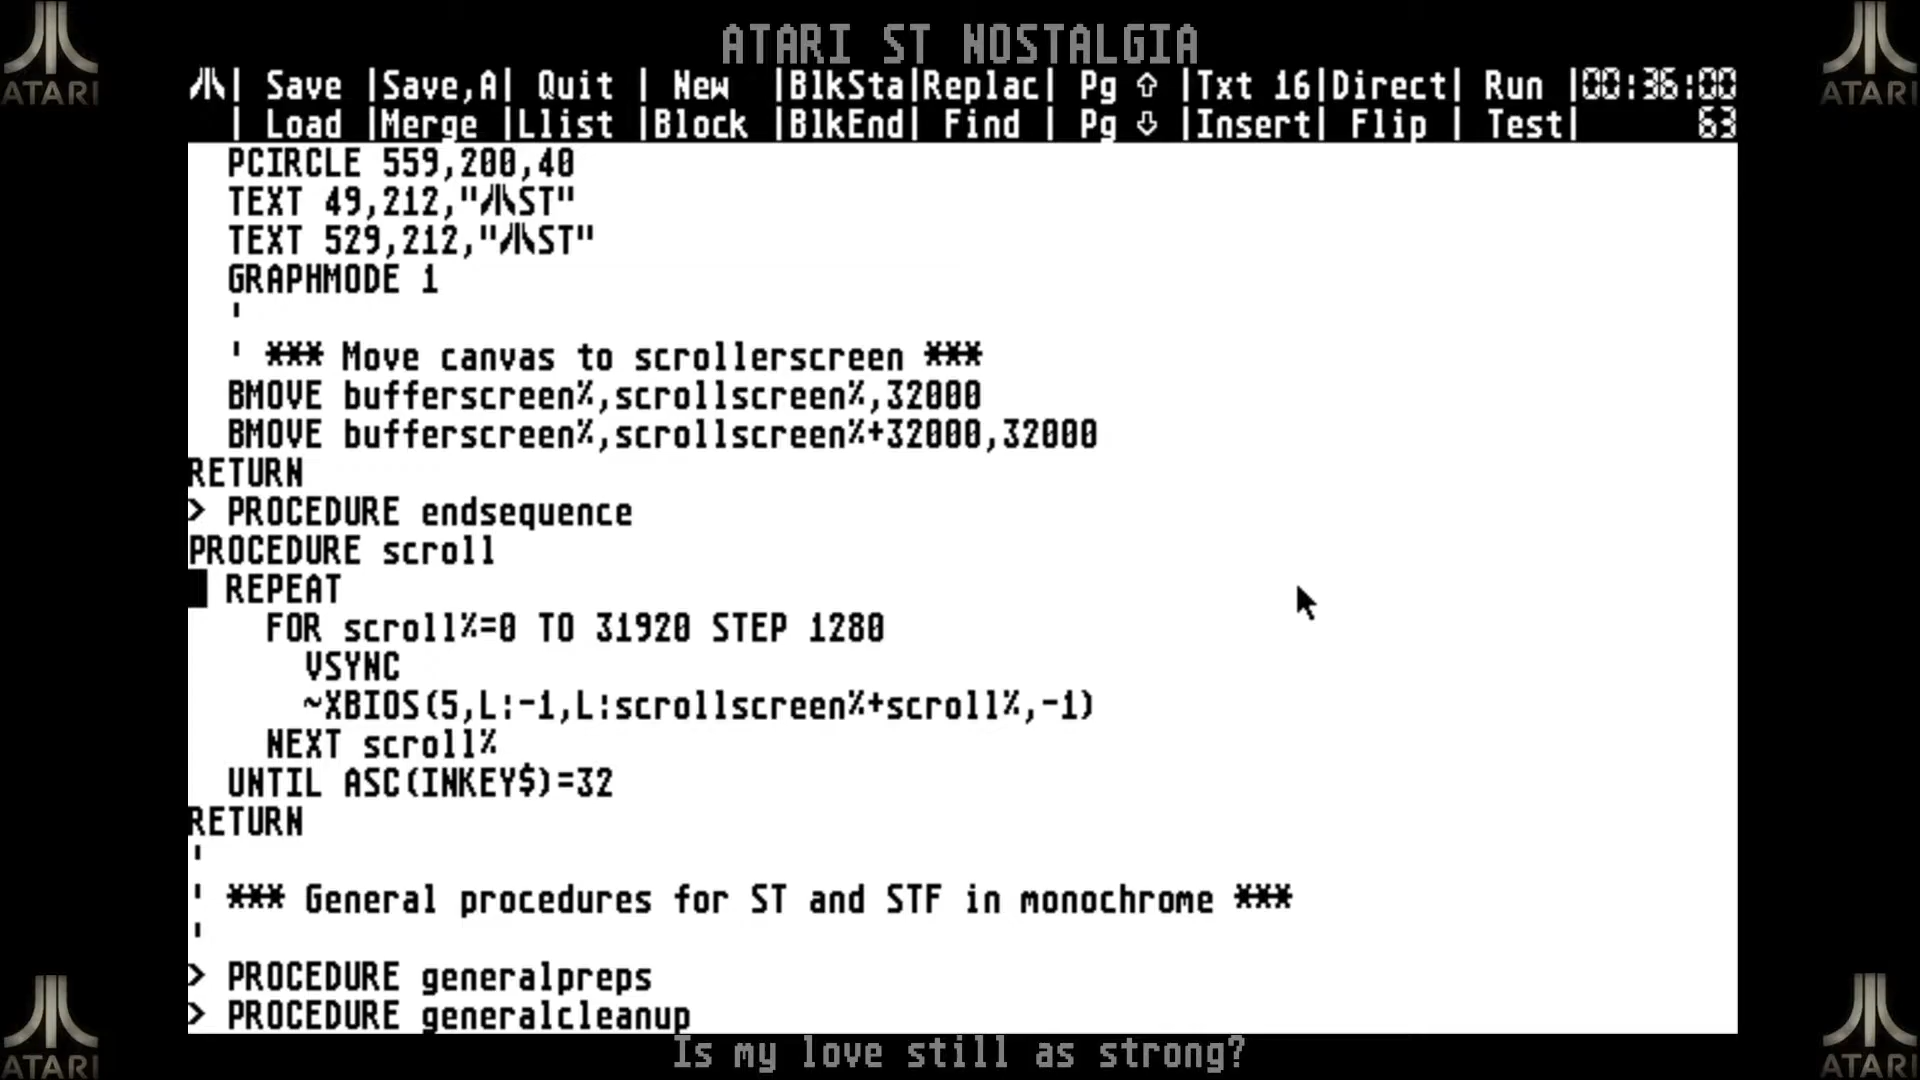 ATARI ST NOSTALGIA
| Save |Save,A| Quit | New |BlkSta|Replac| Pg ⇧ |Txt 16|Direct| Run |00:36:00
| Load |Merge |Llist |Block |BlkEnd| Find | Pg ⇩ |Insert| Flip | Test| 63
PCIRCLE 559,200,40
TEXT 49,212,"ST"
TEXT 529,212,"ST"
GRAPHMODE 1
'
' *** Move canvas to scrollerscreen ***
BMOVE bufferscreen%,scrollscreen%,32000
BMOVE bufferscreen%,scrollscreen%+32000,32000
RETURN
> PROCEDURE endsequence
PROCEDURE scroll
REPEAT
FOR scroll%=0 TO 31920 STEP 1280
VSYNC
~XBIOS(5,L:-1,L:scrollscreen%+scroll%,-1)
NEXT scroll%
UNTIL ASC(INKEY$)=32
RETURN
'
' *** General procedures for ST and STF in monochrome ***
'
> PROCEDURE generalpreps
> PROCEDURE generalcleanup
Is my love still as strong?
ATARI
ATARI
ATARI
ATARI